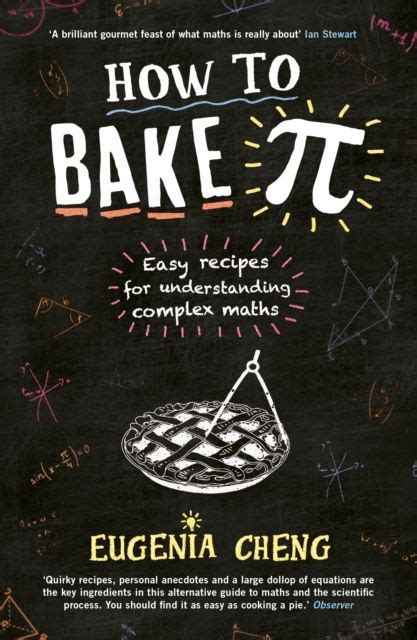 'A brilliant gourmet feast of what maths is really about' Ian Stewart
HOW TO
BAKE π
Easy recipes
for understanding
complex maths
EUGENIA CHENG
'Quirky recipes, personal anecdotes and a large dollop of equations are
the key ingredients in this alternative guide to maths and the scientific
process. You should find it as easy as cooking a pie.' Observer